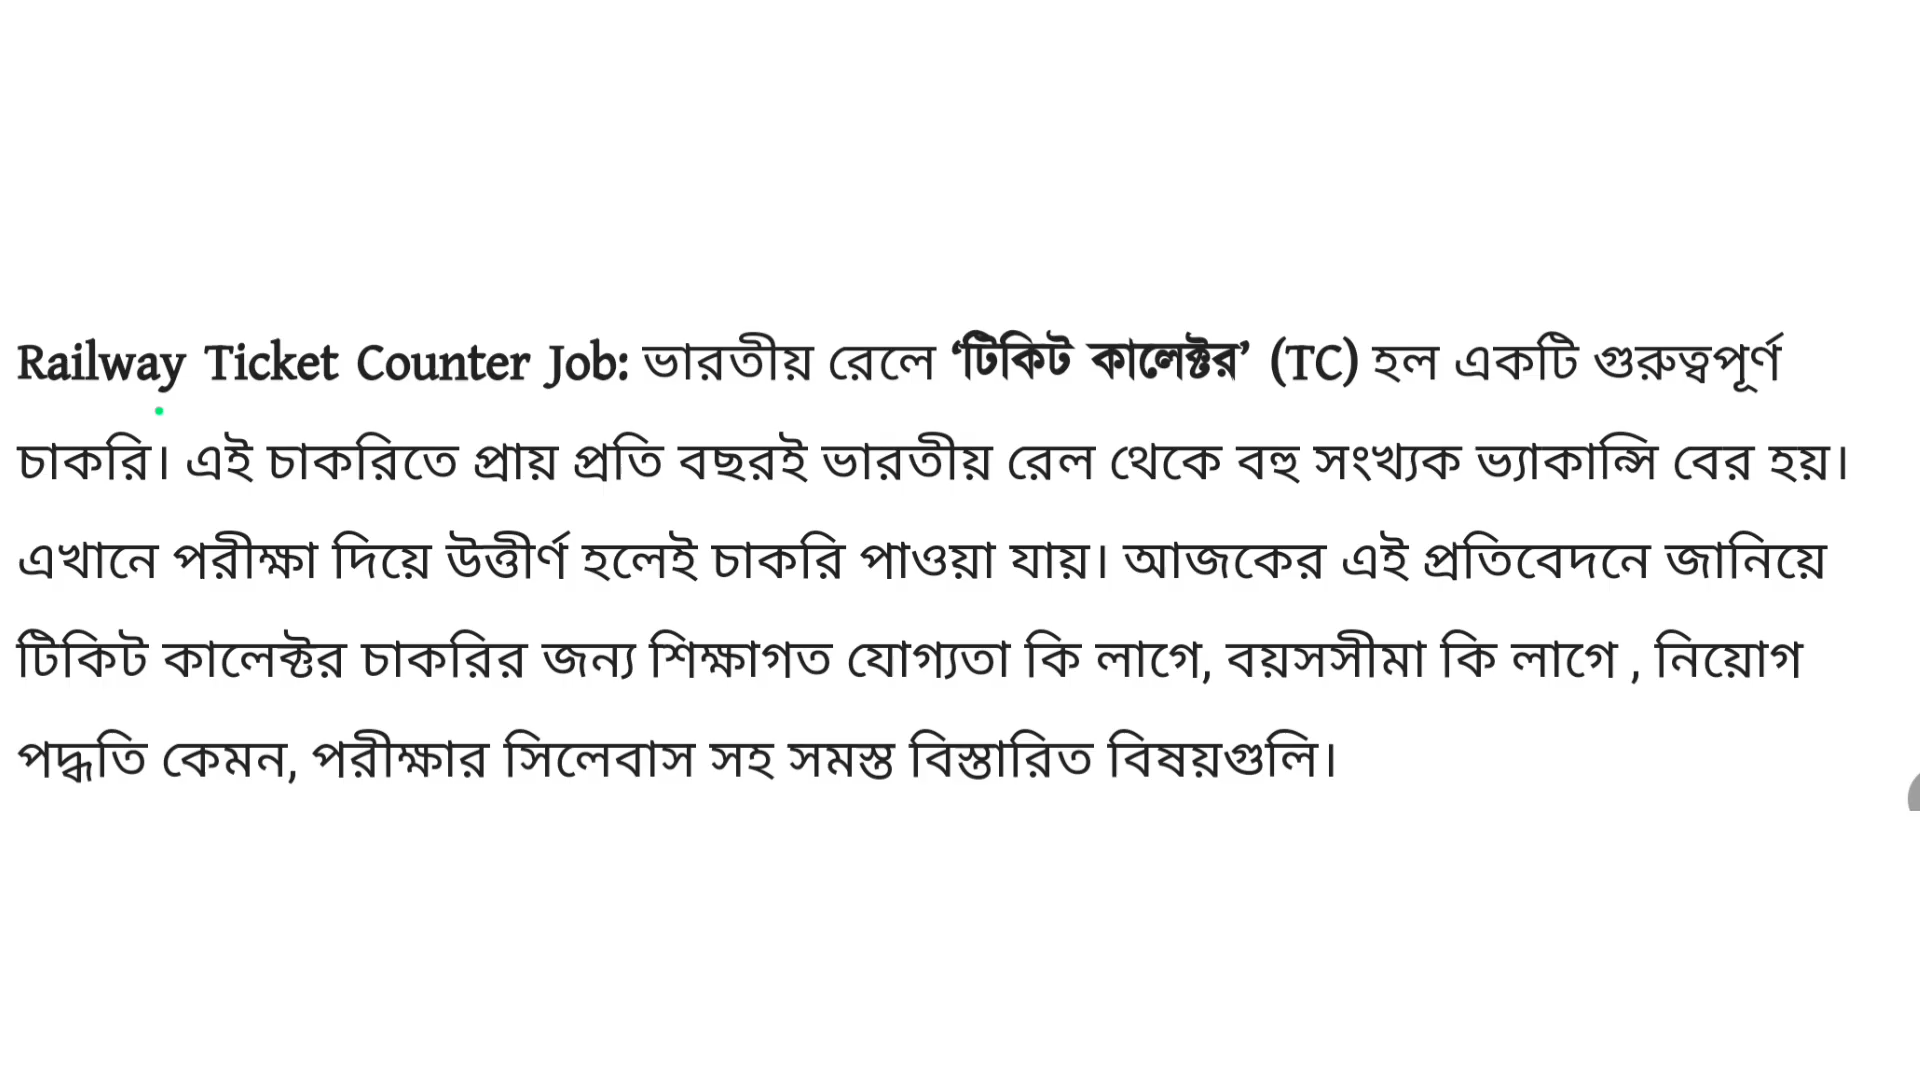 Railway Ticket Counter Job: ভারতীয় রেলে ‘টিকিট কালেক্টর’ (TC) হল একটি গুরুত্বপূর্ণ
চাকরি। এই চাকরিতে প্রায় প্রতি বছরই ভারতীয় রেল থেকে বহু সংখ্যক ভ্যাকান্সি বের হয়।
এখানে পরীক্ষা দিয়ে উত্তীর্ণ হলেই চাকরি পাওয়া যায়। আজকের এই প্রতিবেদনে জানিয়ে
টিকিট কালেক্টর চাকরির জন্য শিক্ষাগত যোগ্যতা কি লাগে, বয়সসীমা কি লাগে , নিয়োগ
পদ্ধতি কেমন, পরীক্ষার সিলেবাস সহ সমস্ত বিস্তারিত বিষয়গুলি।